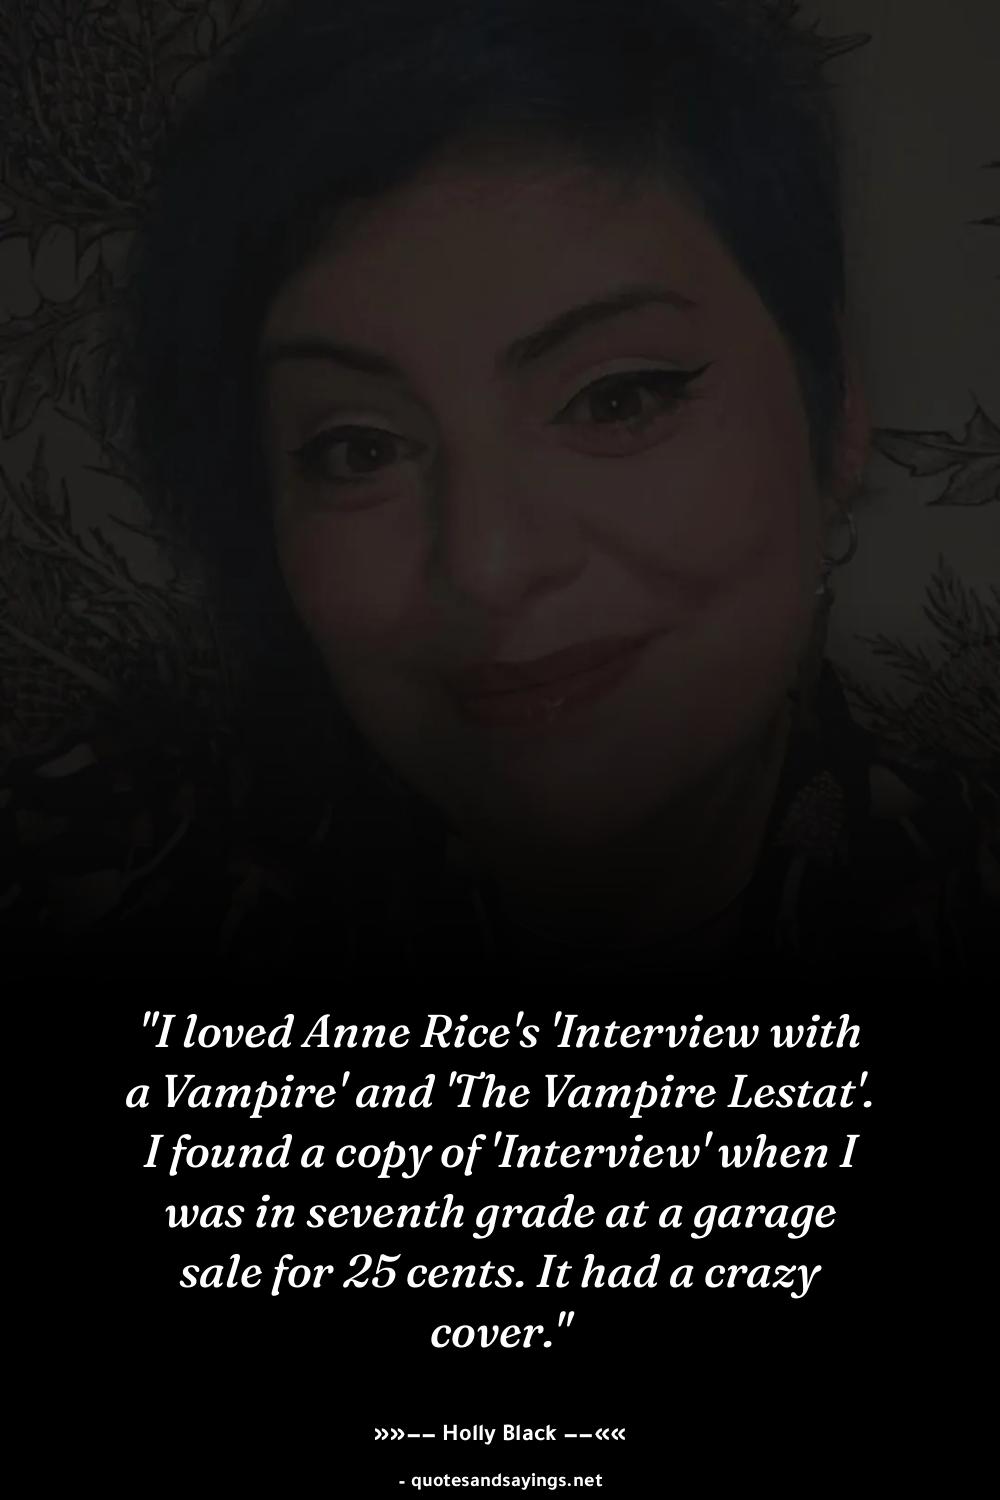 "I loved Anne Rice's 'Interview with
a Vampire' and 'The Vampire Lestat'.
I found a copy of 'Interview' when I
was in seventh grade at a garage
sale for 25 cents. It had a crazy
cover."
»»-- Holly Black --««
- quotesandsayings.net